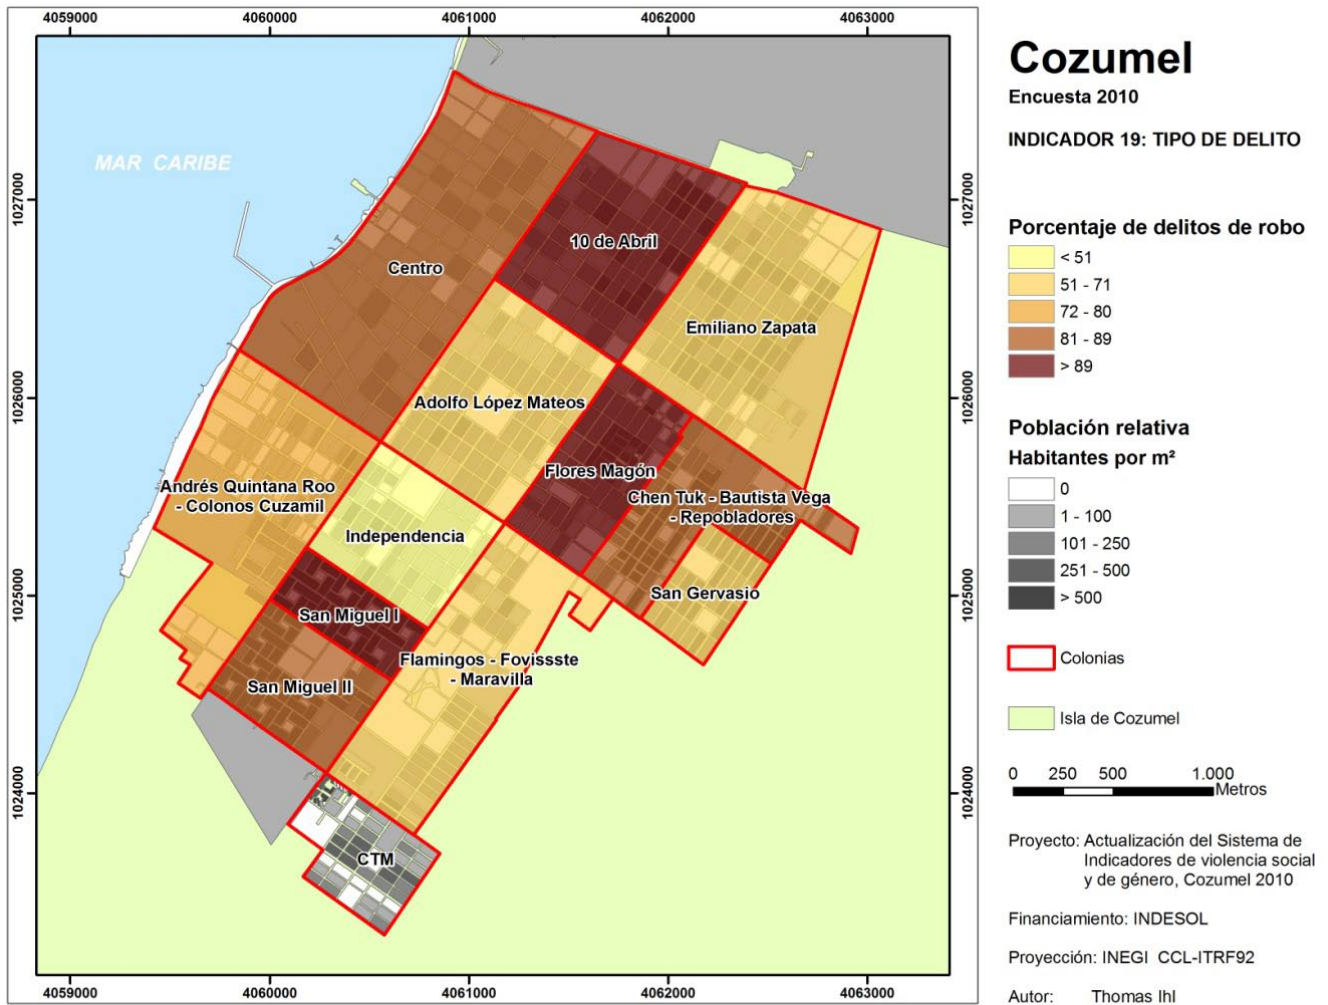 4059000 4060000 4061000 4062000 4063000
Cozumel
Encuesta 2010
INDICADOR 19: TIPO DE DELITO
Porcentaje de delitos de robo
< 51
51 - 71
72 - 80
81 - 89
> 89
Población relativa
Habitantes por m²
0
1 - 100
101 - 250
251 - 500
> 500
Colonias
Isla de Cozumel
0 250 500 1.000
Metros
Proyecto: Actualización del Sistema de
Indicadores de violencia social
y de género, Cozumel 2010
Financiamiento: INDESOL
Proyección: INEGI CCL-ITRF92
Autor: Thomas Ihl
MAR CARIBE
10 de Abril
Centro
Emiliano Zapata
Adolfo López Mateos
Flores Magón
Andrés Quintana Roo
- Colonos Cuzamil
Chen Tuk - Bautista Vega
- Repobladores
Independencia
San Gervasio
San Miguel I
Flamingos - Fovissste
- Maravilla
San Miguel II
CTM
1027000
1026000
1025000
1024000
1027000
1026000
1025000
1024000
4059000 4060000 4061000 4062000 4063000